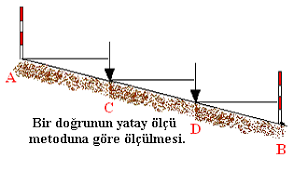 A
C
D
B
Bir doğrunun yatay ölçü
metoduna göre ölçülmesi.